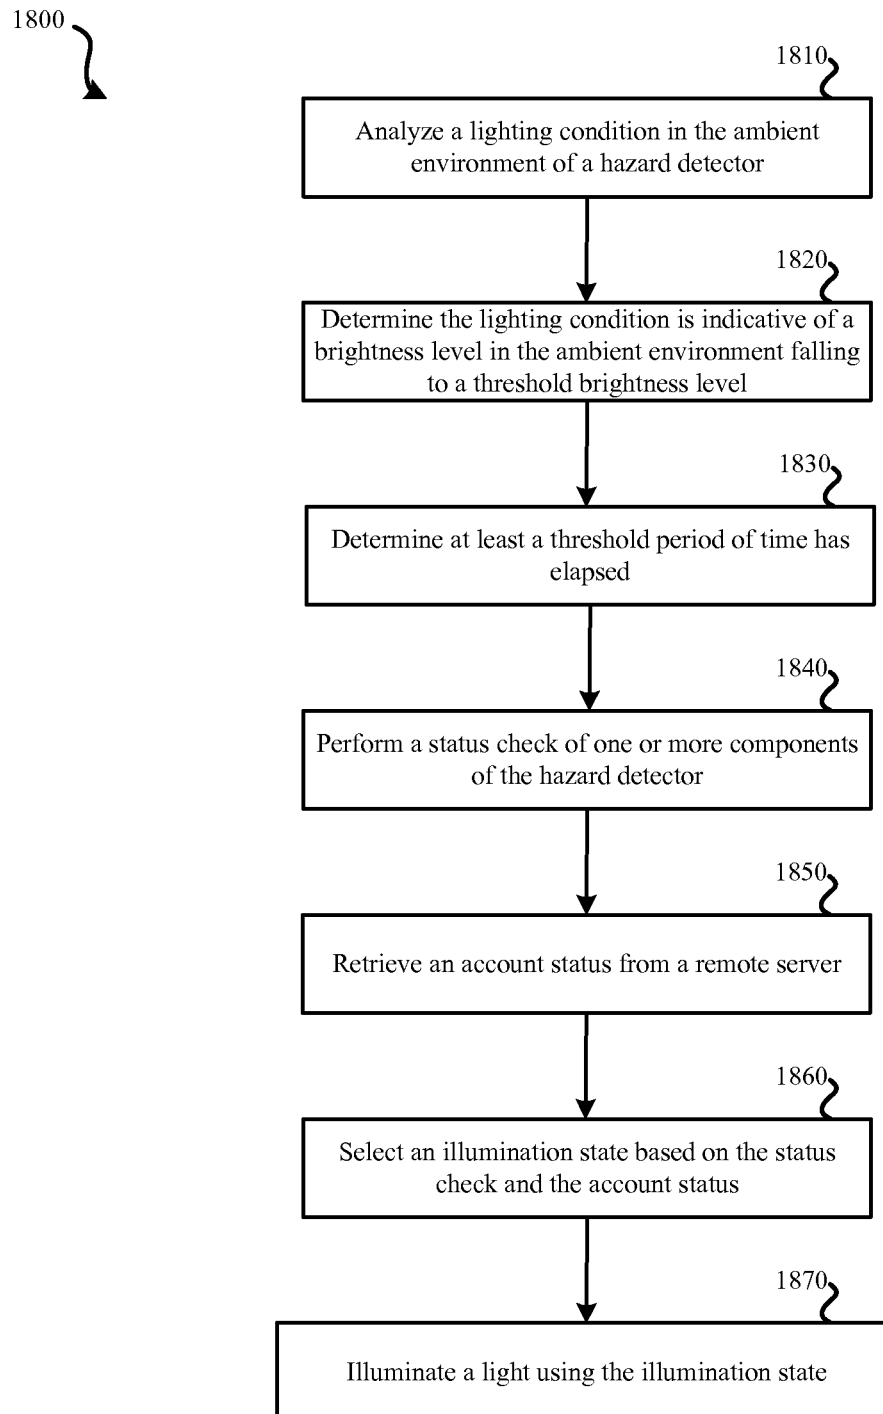 1800
1810
Analyze a lighting condition in the ambient
environment of a hazard detector
1820
Determine the lighting condition is indicative of a
brightness level in the ambient environment falling
to a threshold brightness level
1830
Determine at least a threshold period of time has
elapsed
1840
Perform a status check of one or more components
of the hazard detector
1850
Retrieve an account status from a remote server
1860
Select an illumination state based on the status
check and the account status
1870
Illuminate a light using the illumination state